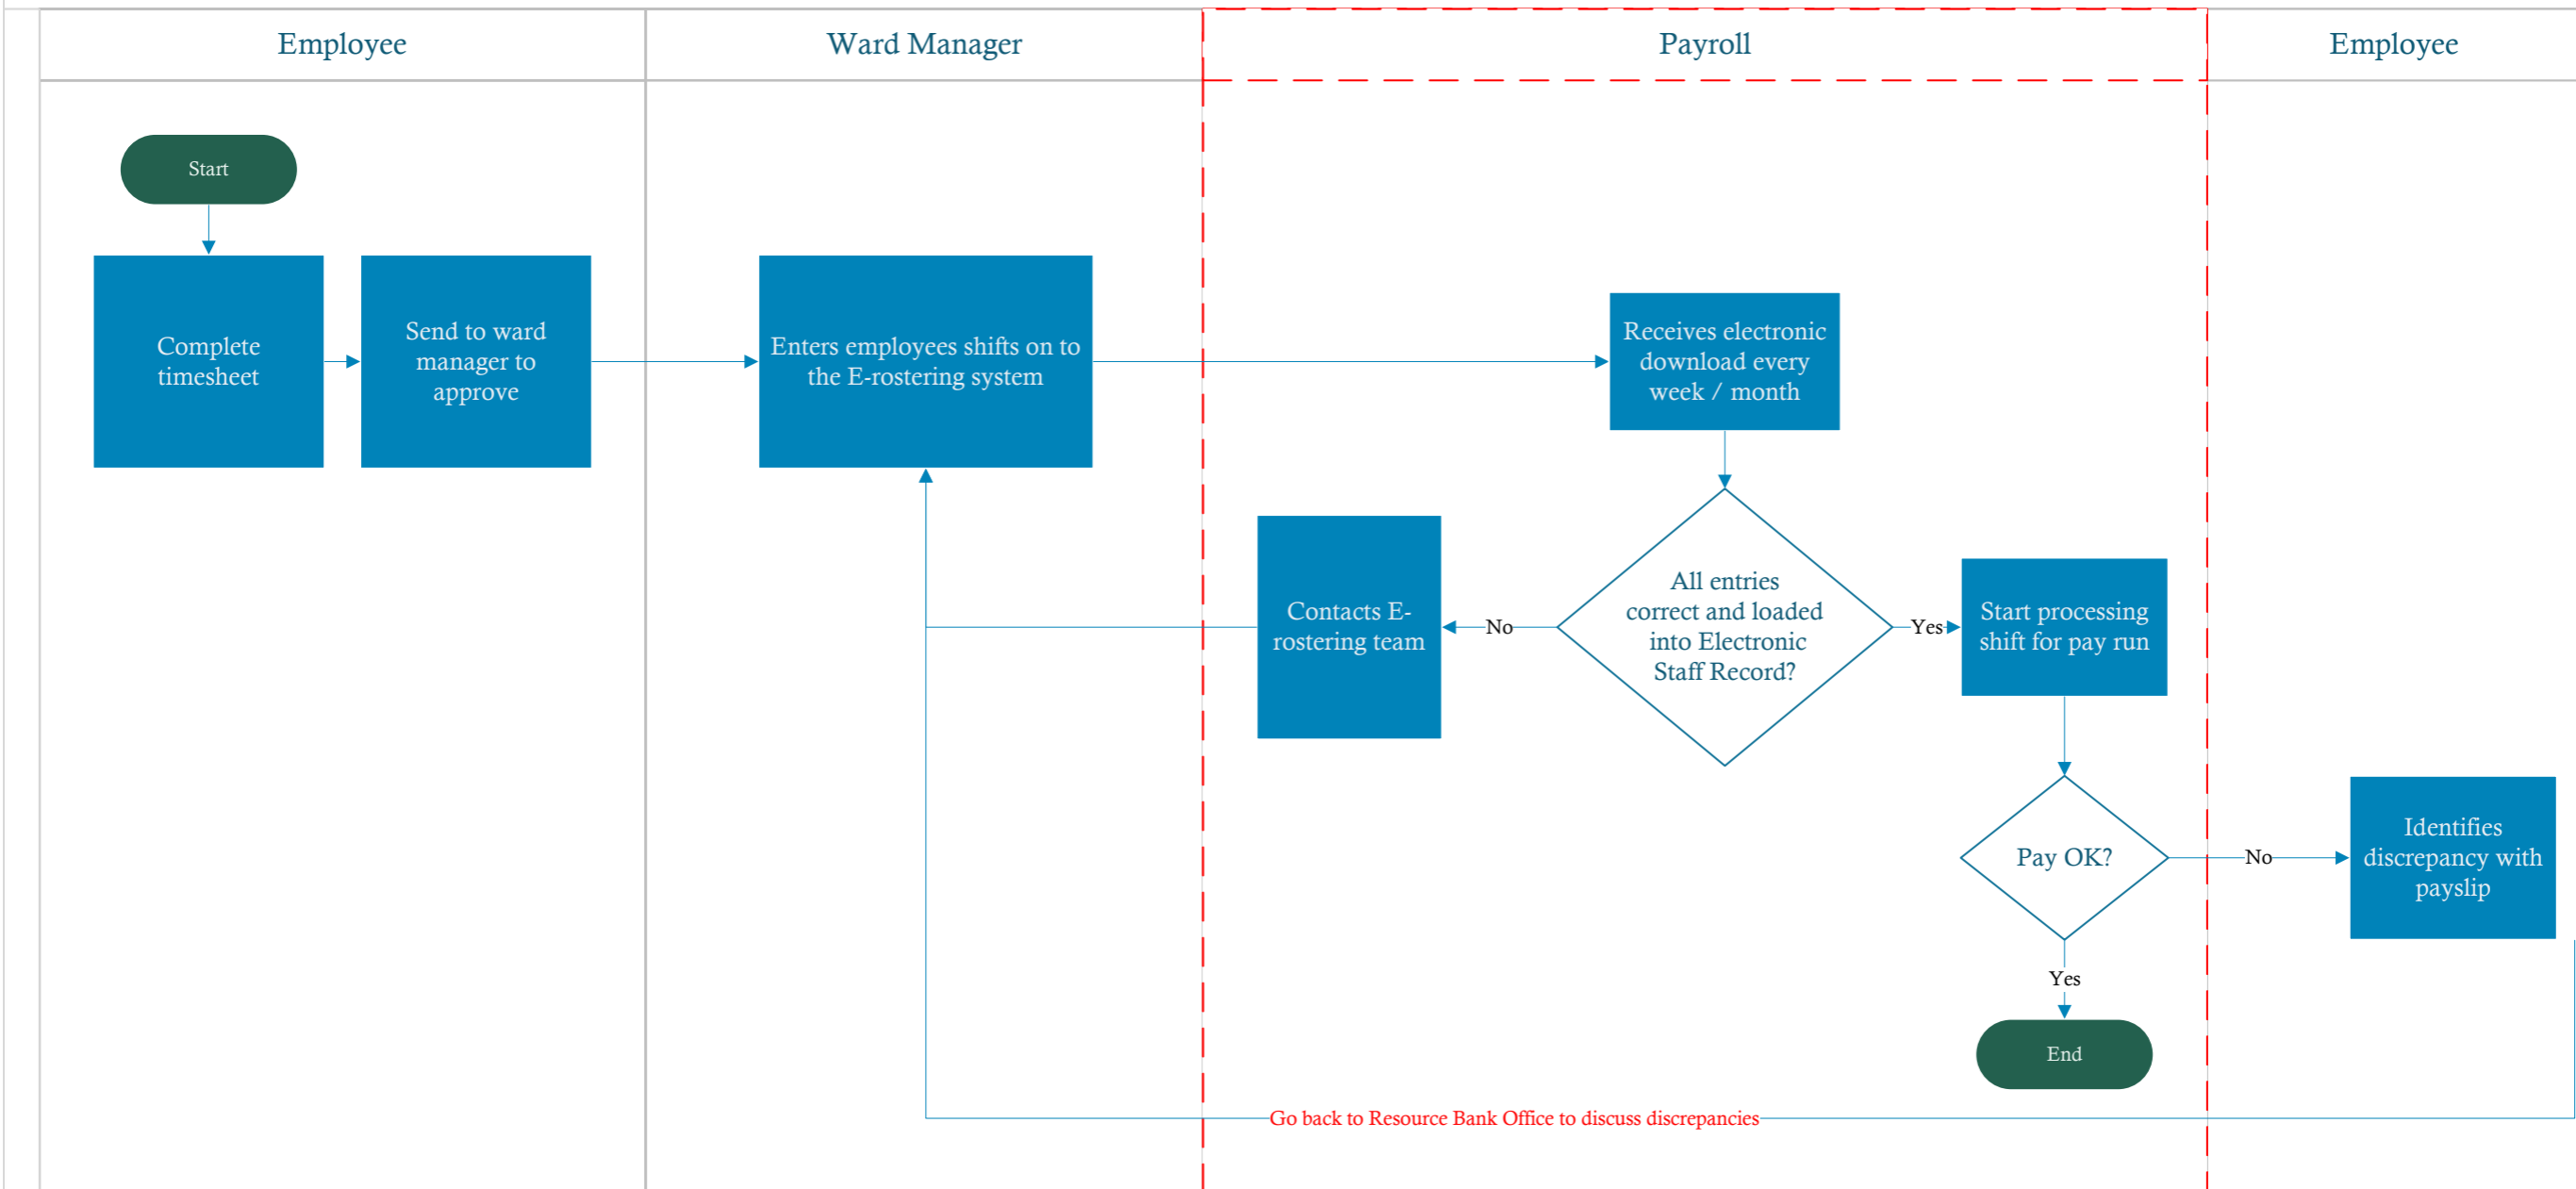 Employee
Ward Manager
Payroll
Employee
Start
Complete
timesheet
Send to ward
manager to
approve
Enters employees shifts on to
the E-rostering system
Receives electronic
download every
week / month
All entries
correct and loaded
into Electronic
Staff Record?
No
Contacts E-
rostering team
Yes
Start processing
shift for pay run
Pay OK?
No
Identifies
discrepancy with
payslip
Yes
End
Go back to Resource Bank Office to discuss discrepancies